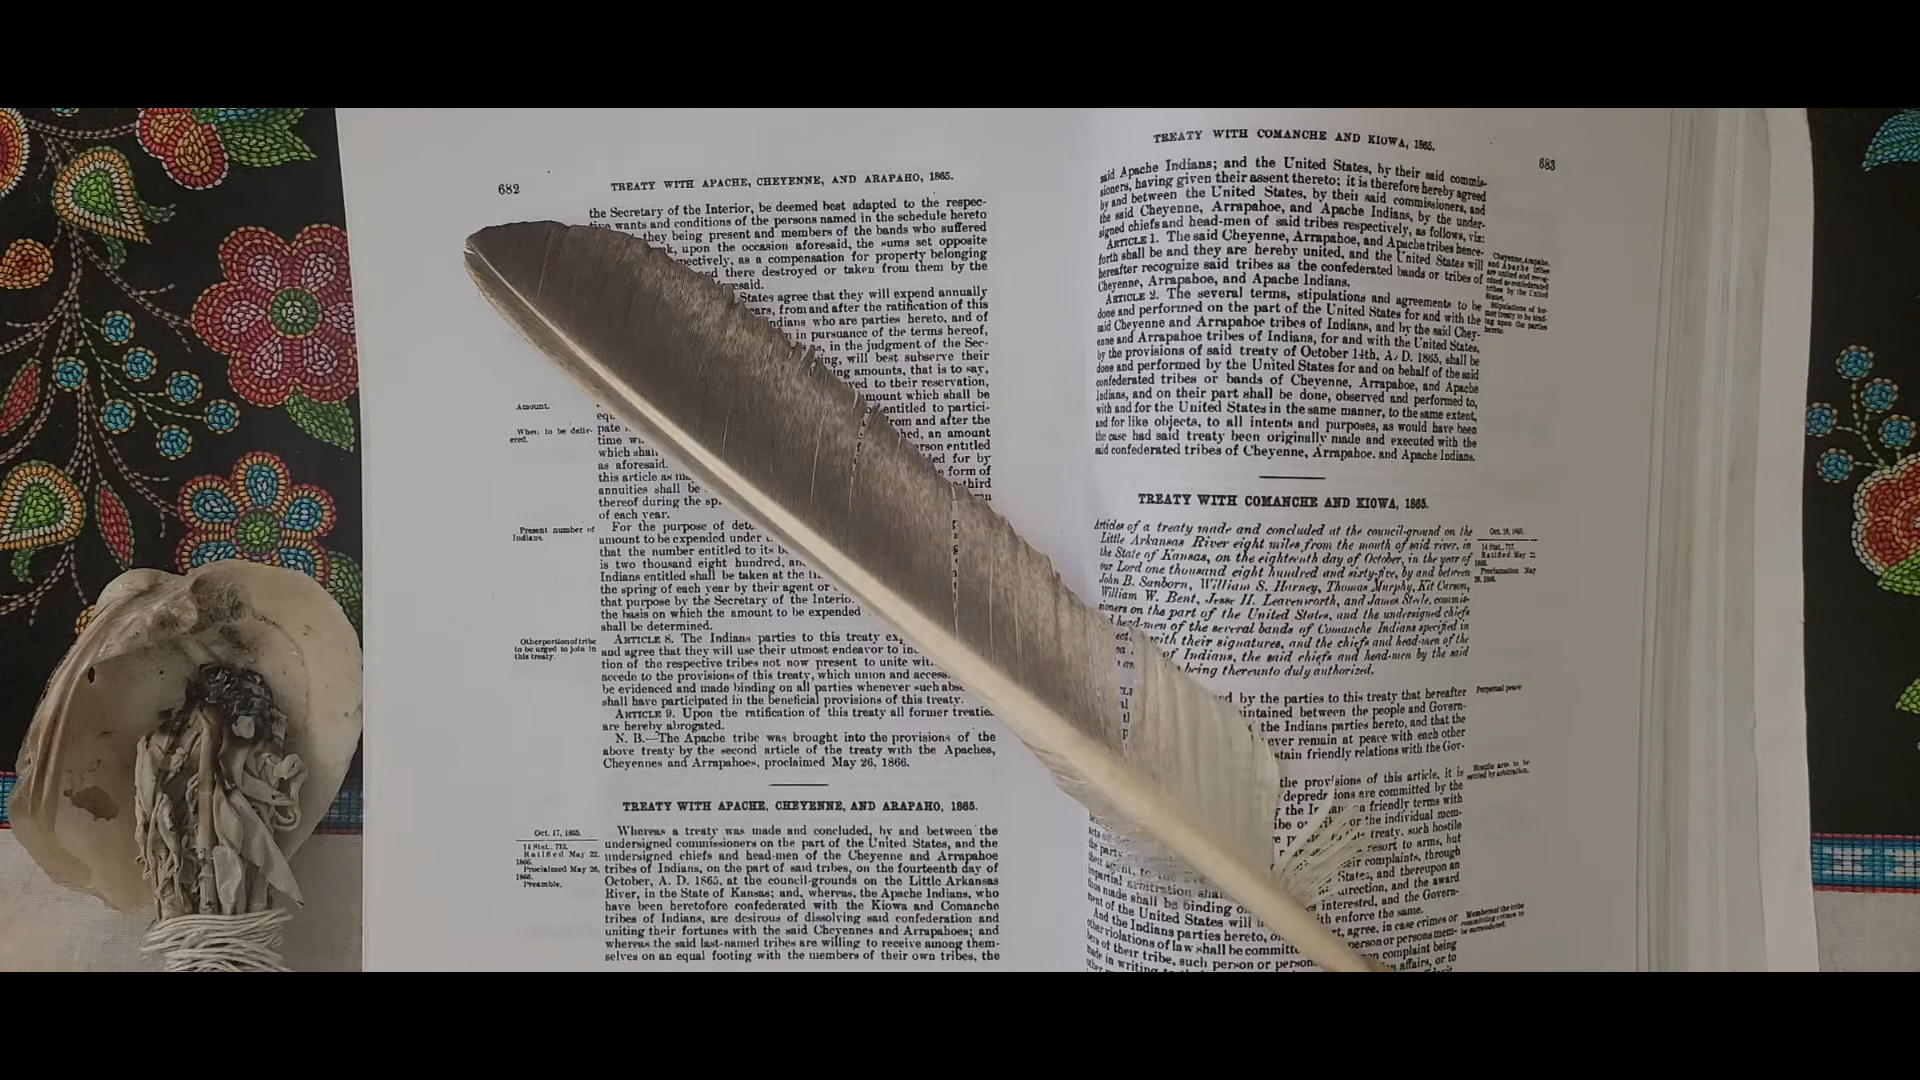 682
TREATY WITH APACHE, CHEYENNE, AND ARAPAHO, 1865.
the Secretary of the Interior, be deemed best adapted to the respec-
tive wants and conditions of the persons named in the schedule hereto
they being present and members of the bands who suffered
upon the occasion aforesaid, the sums set opposite
as a compensation for property belonging
there destroyed or taken from them by the
States agree that they will expend annually
from and after the ratification of this
who are parties hereto, and of
in pursuance of the terms hereof,
in the judgment of the Sec-
will best subserve their
amounts, that is to say,
to their reservation,
which shall be
Amount.
entitled to partici-
When to be deliv-
ered.
pate
and after the
time
an amount
which
entitled
as aforesaid.
for by
this article as
form of
annuities shall be
thereof during the
of each year.
Present number of
Indians.
For the purpose of
amount to be expended under
that the number entitled to its
is two thousand eight hundred,
Indians entitled shall be taken at the
the spring of each year by their agent or
that purpose by the Secretary of the
the basis on which the amount to be expended
shall be determined.
Other portion of tribe
to be urged to join in
this treaty.
ARTICLE 8. The Indians parties to this treaty
and agree that they will use their utmost endeavor to
tion of the respective tribes not now present to unite
accede to the provisions of this treaty, which union and
be evidenced and made binding on all parties whenever such
shall have participated in the beneficial provisions of this treaty.
ARTICLE 9. Upon the ratification of this treaty all former
are hereby abrogated.
N. B.—The Apache tribe was brought into the provisions of the
above treaty by the second article of the treaty with the Apaches,
Cheyennes and Arrapahoes, proclaimed May 26, 1866.
TREATY WITH APACHE, CHEYENNE, AND ARAPAHO, 1865.
Oct. 17, 1865.
14 Stat., 713.
Ratified May 22,
1866.
Proclaimed May 26,
1866.
Preamble.
Whereas a treaty was made and concluded, by and between the
undersigned commissioners on the part of the United States, and the
undersigned chiefs and head-men of the Cheyenne and Arrapahoe
tribes of Indians, on the part of said tribes, on the fourteenth day of
October, A. D. 1865, at the council-grounds on the Little Arkansas
River, in the State of Kansas; and, whereas, the Apache Indians, who
have been heretofore confederated with the Kiowa and Comanche
tribes of Indians, are desirous of dissolving said confederation and
uniting their fortunes with the said Cheyennes and Arrapahoes; and
whereas the said last-named tribes are willing to receive among them-
selves on an equal footing with the members of their own tribes, the
TREATY WITH COMANCHE AND KIOWA, 1865.
683
said Apache Indians; and the United States, by their said commis-
sioners, having given their assent thereto; it is therefore hereby agreed
by and between the United States, by their said commissioners, and
the said Cheyenne, Arrapahoe, and Apache Indians, by the under-
signed chiefs and head-men of said tribes respectively, as follows, viz:
ARTICLE 1. The said Cheyenne, Arrapahoe, and Apache tribes hence-
forth shall be and they are hereby united, and the United States will
hereafter recognize said tribes as the confederated bands or tribes of
Cheyenne, Arrapahoe, and Apache Indians.
ARTICLE 2. The several terms, stipulations and agreements to be
done and performed on the part of the United States for and with the
said Cheyenne and Arrapahoe tribes of Indians, and by the said Chey-
enne and Arrapahoe tribes of Indians, for and with the United States,
by the provisions of said treaty of October 14th, A. D. 1865, shall be
done and performed by the United States for and on behalf of the said
confederated tribes or bands of Cheyenne, Arrapahoe, and Apache
Indians, and on their part shall be done, observed and performed to,
with and for the United States in the same manner, to the same extent,
and for like objects, to all intents and purposes, as would have been
the case had said treaty been originally made and executed with the
said confederated tribes of Cheyenne, Arrapahoe, and Apache Indians.
TREATY WITH COMANCHE AND KIOWA, 1865.
Articles of a treaty made and concluded at the council-ground on the
Little Arkansas River eight miles from the mouth of said river, in
the State of Kansas, on the eighteenth day of October, in the year of
our Lord one thousand eight hundred and sixty-five, by and between
John B. Sanborn, William S. Harney, Thomas Murphy, Kit Carson,
William W. Bent, Jesse H. Leavenworth, and James Steele, commis-
sioners on the part of the United States, and the undersigned chiefs
head-men of the several bands of Comanche Indians specified in
with their signatures, and the chiefs and head-men of the
of Indians, the said chiefs and head-men by the said
being thereunto duly authorized.
Oct. 18, 1865.
14 Stat., 717.
Ratified May 22,
1866.
Proclamation May
26, 1866.
by the parties to this treaty that hereafter
Perpetual peace
between the people and Govern-
the Indians parties hereto, and that the
ever remain at peace with each other
friendly relations with the Gov-
the provisions of this article, it is
are committed by the
on friendly terms with
or the individual mem-
treaty, such hostile
resort to arms, but
complaints, through
States, and thereupon an
direction, and the award
interested, and the Govern-
enforce the same.
impartial arbitration
made shall be binding
of the United States will
And the Indians parties hereto,
agree, in case crimes or
violations of law shall be
person or persons
of their tribe, such person or
complaint being
in writing
affairs, or to